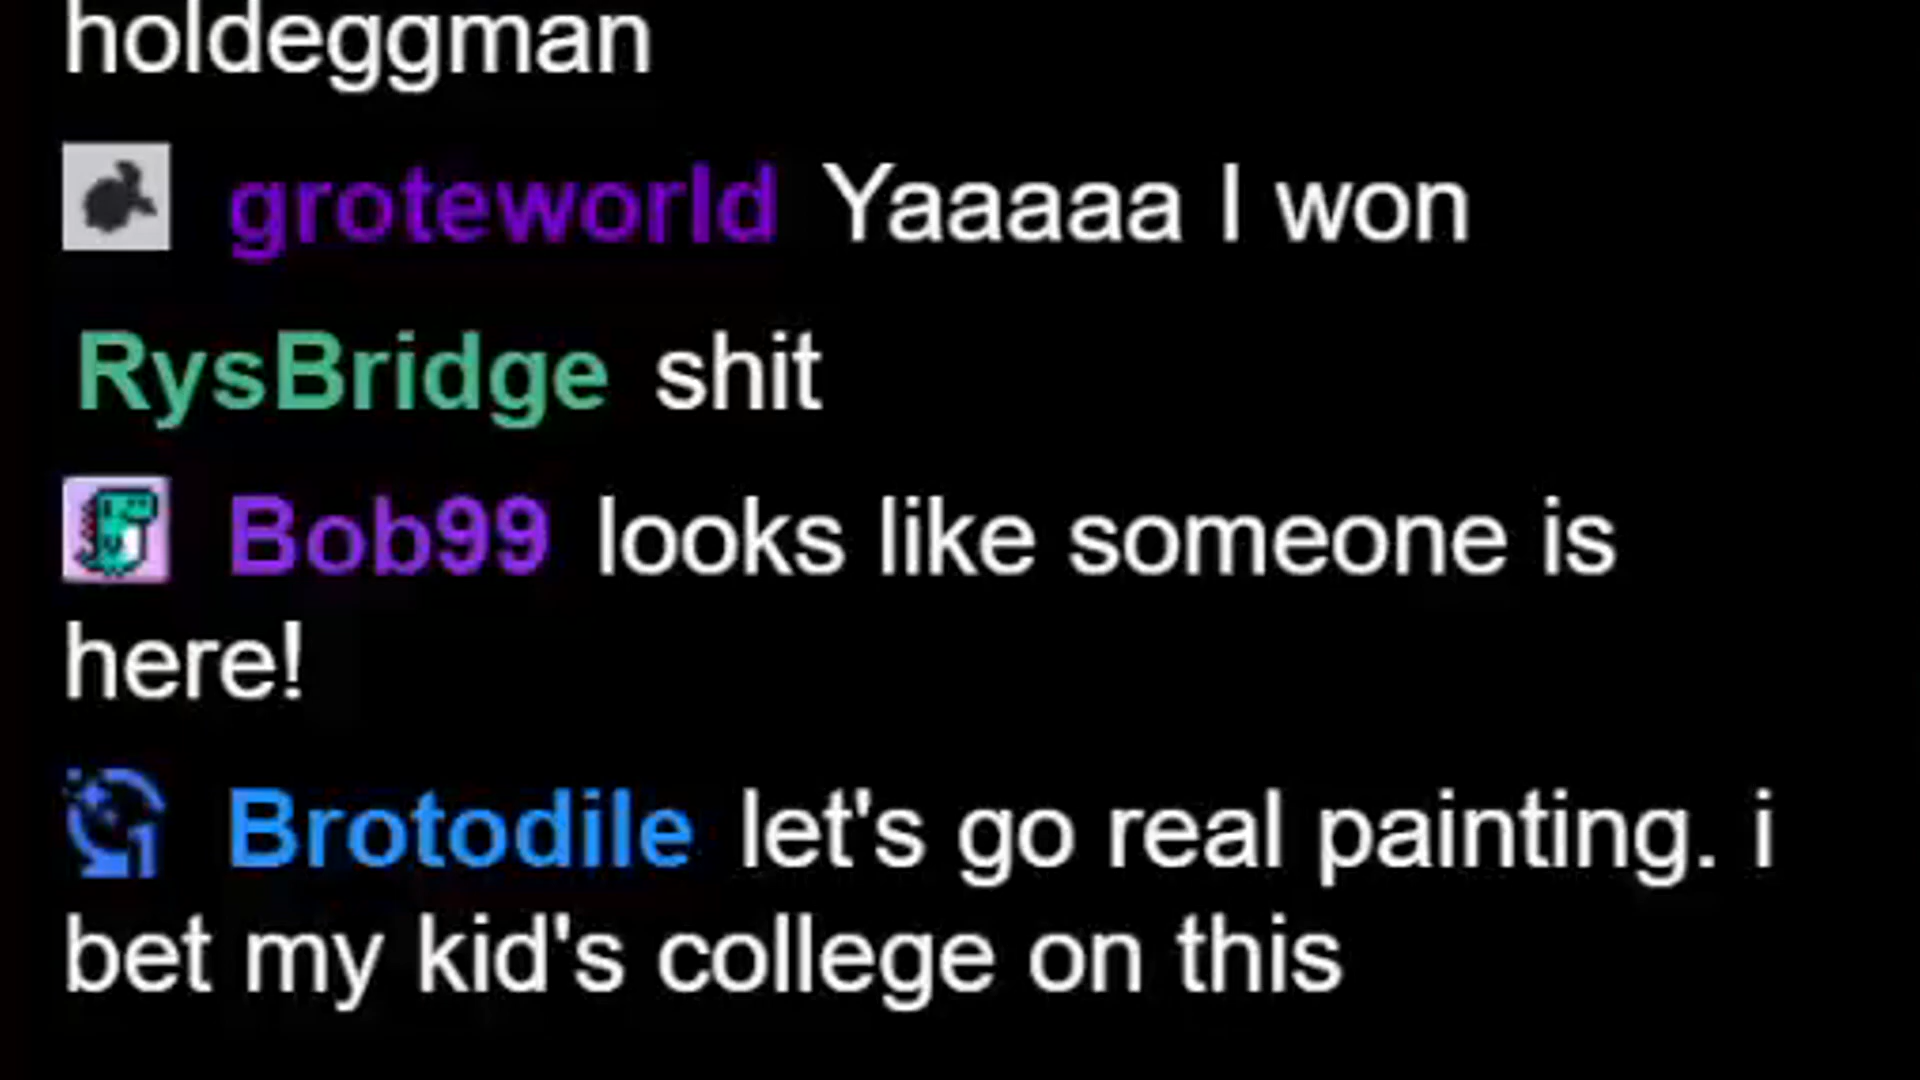 holdeggman
groteworld Yaaaaa I won
RysBridge shit
Bob99 looks like someone is
here!
Brotodile let's go real painting. i
bet my kid's college on this